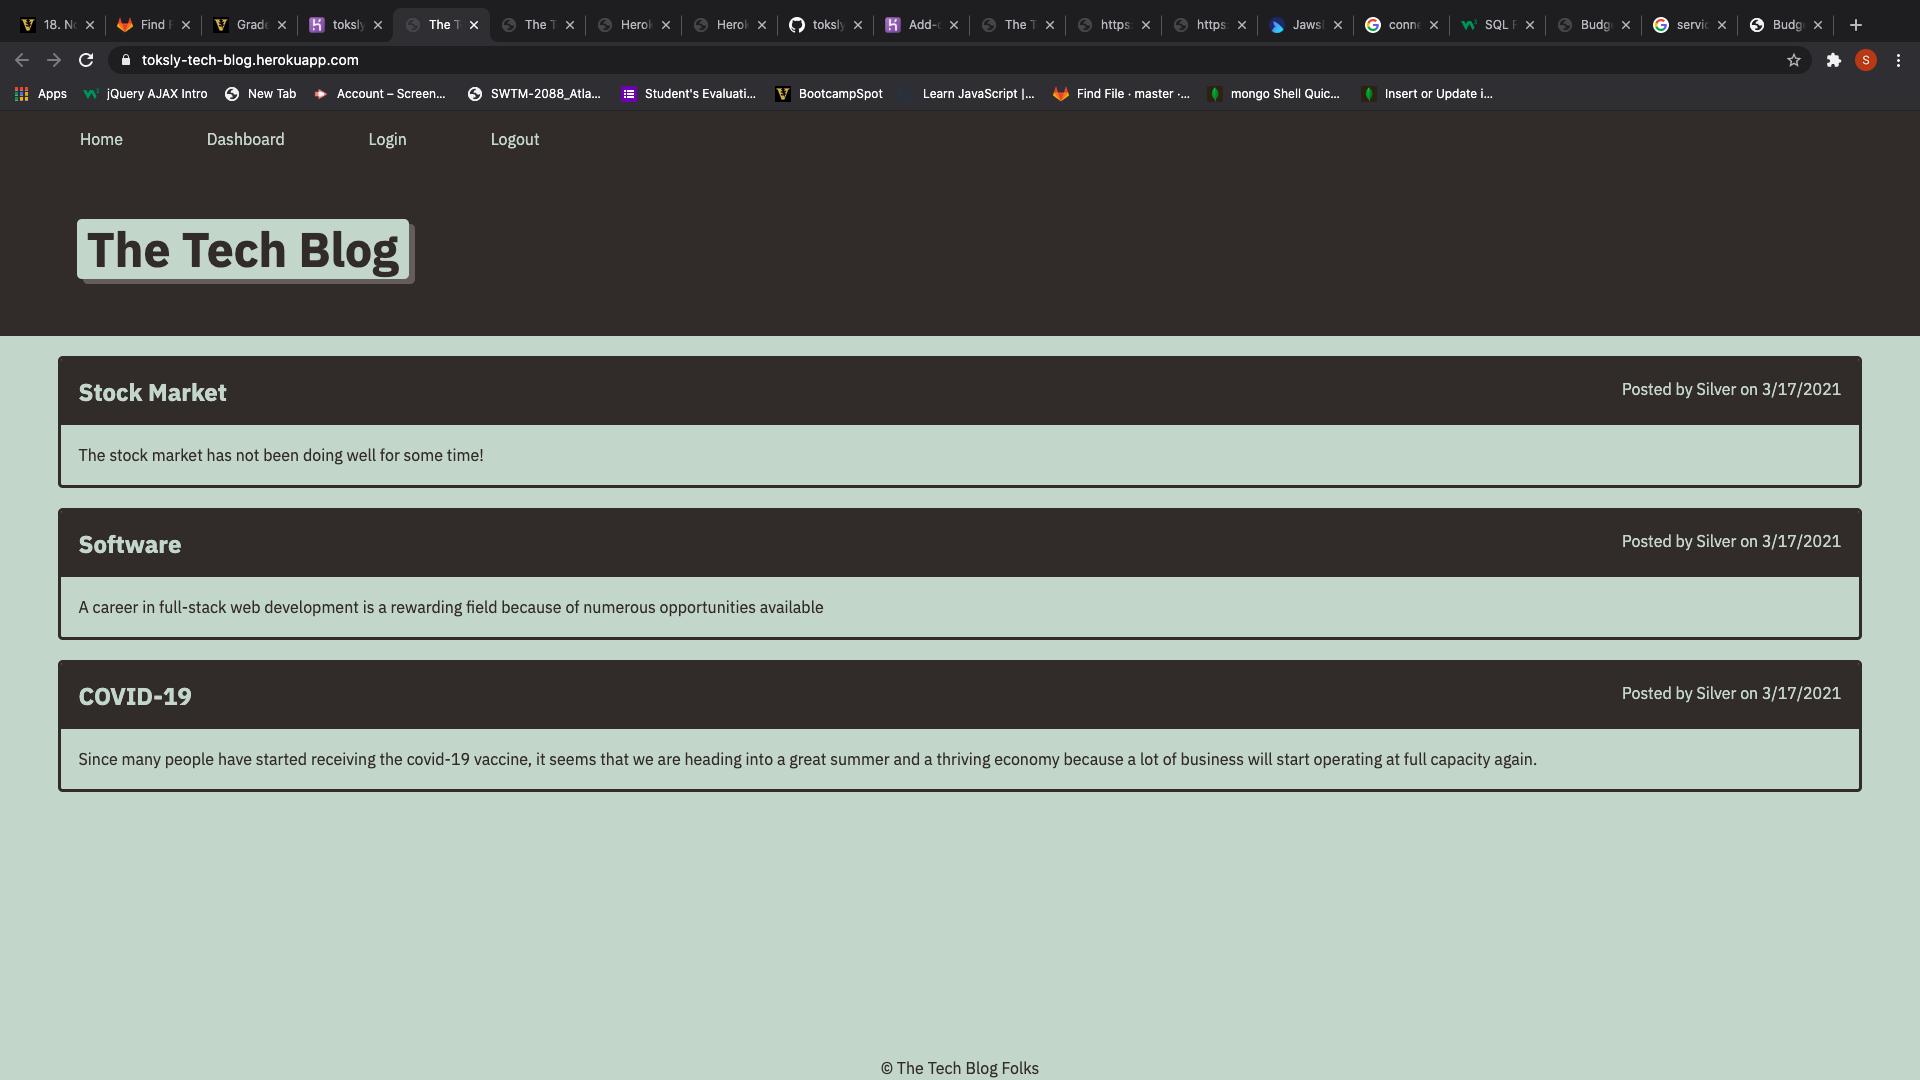 18. No
Find F
Grade
toksly
The T
The T
Herok
Herok
toksly
Add-o
The T
https:
https:
Jaws
conne
SQL F
Budg
servic
Budg
toksly-tech-blog.herokuapp.com
S
Apps
jQuery AJAX Intro
New Tab
Account – Screen...
SWTM-2088_Atla...
Student's Evaluati...
BootcampSpot
Learn JavaScript |...
Find File · master ·...
mongo Shell Quic...
Insert or Update i...
Home Dashboard Login Logout
The Tech Blog
Stock Market
Posted by Silver on 3/17/2021
The stock market has not been doing well for some time!
Software
Posted by Silver on 3/17/2021
A career in full-stack web development is a rewarding field because of numerous opportunities available
COVID-19
Posted by Silver on 3/17/2021
Since many people have started receiving the covid-19 vaccine, it seems that we are heading into a great summer and a thriving economy because a lot of business will start operating at full capacity again.
© The Tech Blog Folks